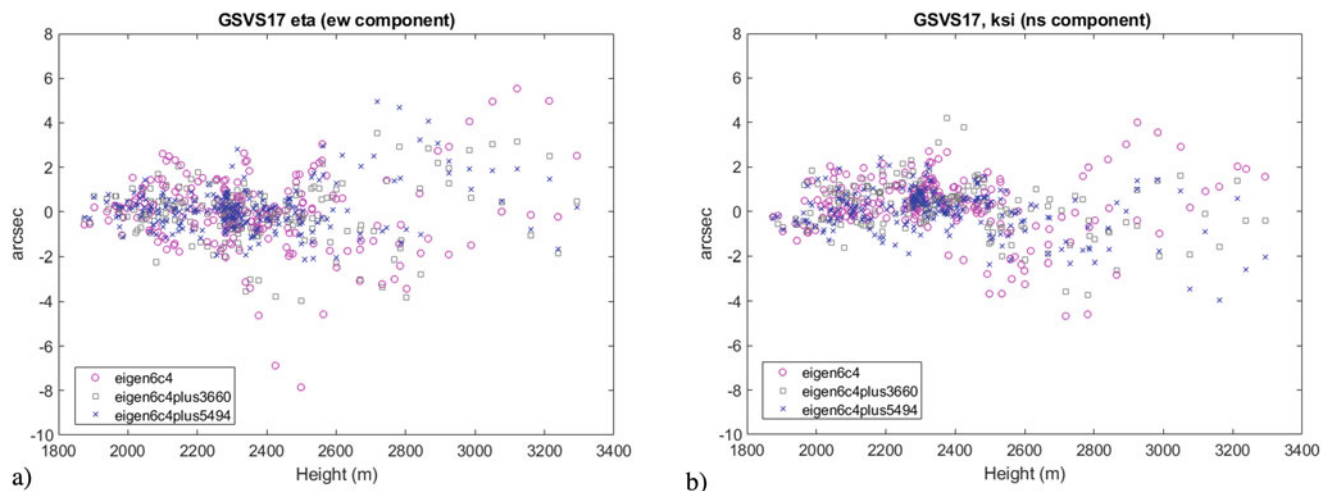 GSVS17 eta (ew component)
8
6
4
2
0
-2
-4
-6
-8
-10
arcsec
eigen6c4
eigen6c4plus3660
eigen6c4plus5494
1800 2000 2200 2400 2600 2800 3000 3200 3400
Height (m)
a)
GSVS17, ksi (ns component)
8
6
4
2
0
-2
-4
-6
-8
-10
arcsec
eigen6c4
eigen6c4plus3660
eigen6c4plus5494
1800 2000 2200 2400 2600 2800 3000 3200 3400
Height (m)
b)